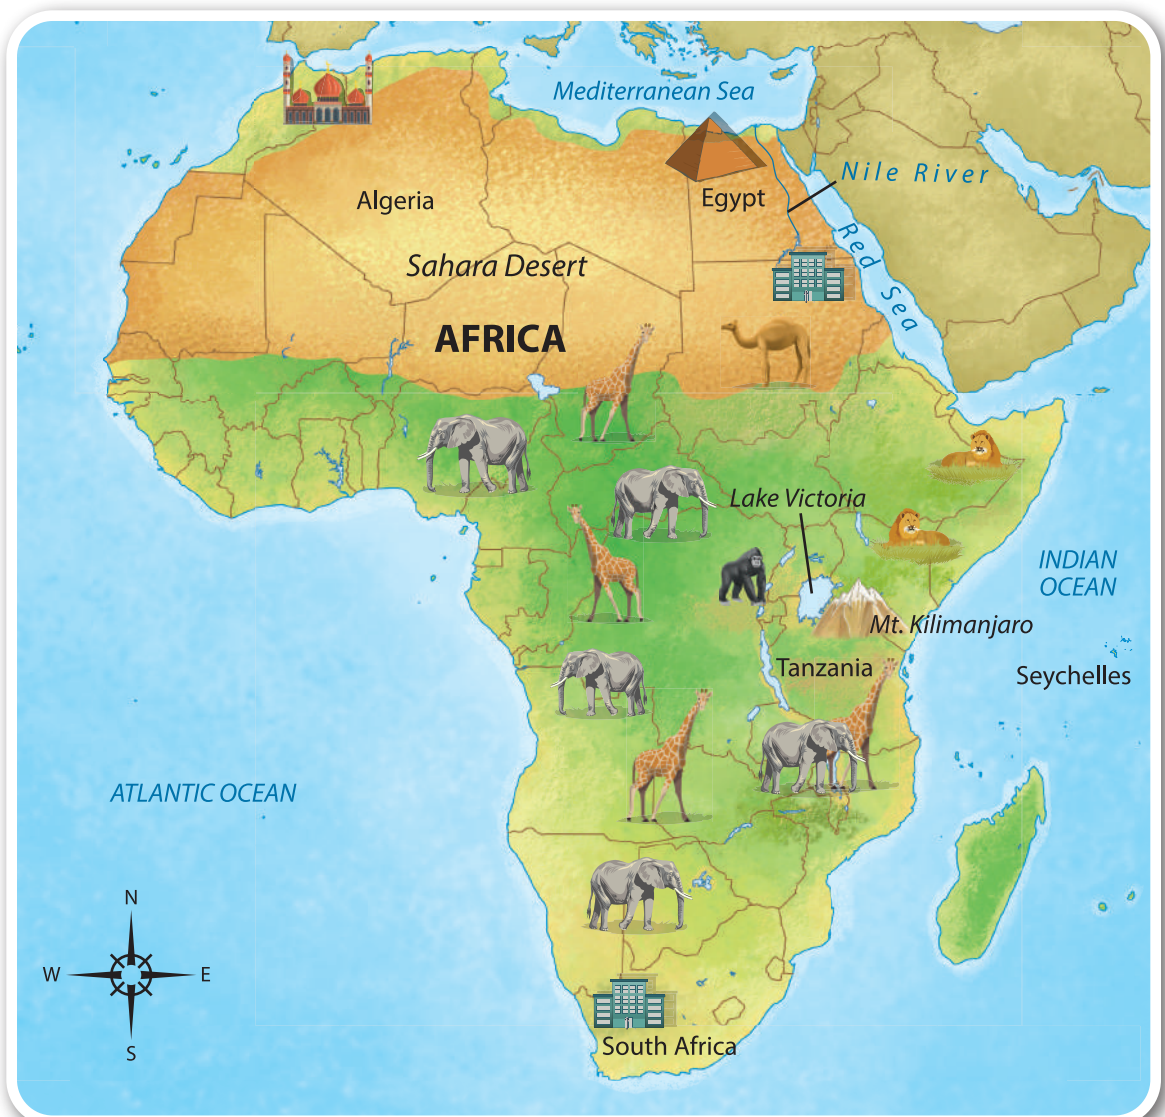 Mediterranean Sea
Nile River
Algeria
Egypt
Red Sea
Sahara Desert
AFRICA
Lake Victoria
INDIAN
OCEAN
Mt. Kilimanjaro
Tanzania
Seychelles
ATLANTIC OCEAN
N
W
E
S
South Africa